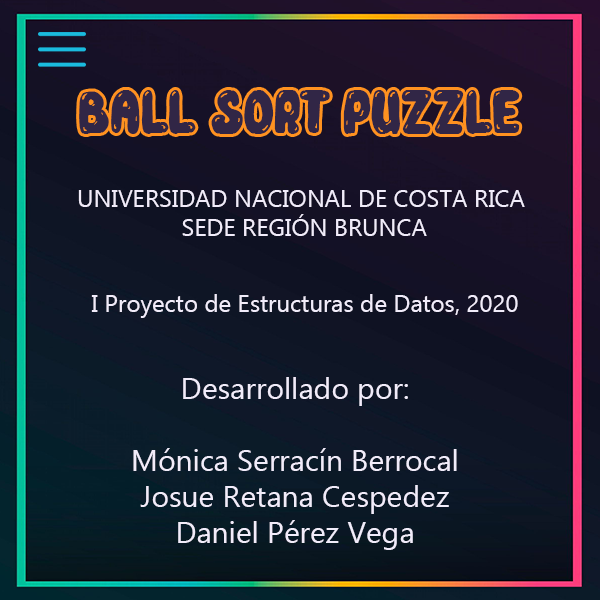 BALL SORT PUZZLE
UNIVERSIDAD NACIONAL DE COSTA RICA
SEDE REGIÓN BRUNCA
I Proyecto de Estructuras de Datos, 2020
Desarrollado por:
Mónica Serracín Berrocal
Josue Retana Cespedez
Daniel Pérez Vega